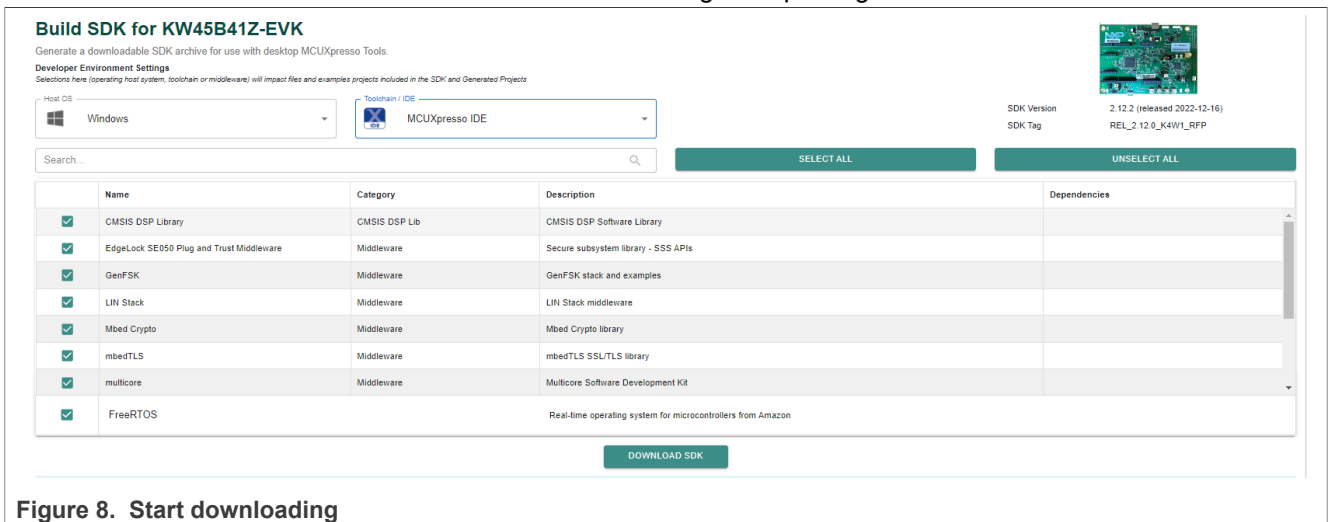 Build SDK for KW45B41Z-EVK
Generate a downloadable SDK archive for use with desktop MCUXpresso Tools.
Developer Environment Settings
Selections here (operating host system, toolchain or middleware) will impact files and examples projects included in the SDK and Generated Projects
NXP
Host OS
Windows
Toolchain / IDE
IDE
MCUXpresso IDE
SDK Version 2.12.2 (released 2022-12-16)
SDK Tag REL_2.12.0_K4W1_RFP
Search...
SELECT ALL
UNSELECT ALL
Name Category Description Dependencies
CMSIS DSP Library CMSIS DSP Lib CMSIS DSP Software Library
EdgeLock SE050 Plug and Trust Middleware Middleware Secure subsystem library - SSS APIs
GenFSK Middleware GenFSK stack and examples
LIN Stack Middleware LIN Stack middleware
Mbed Crypto Middleware Mbed Crypto library
mbedTLS Middleware mbedTLS SSL/TLS library
multicore Middleware Multicore Software Development Kit
FreeRTOS Real-time operating system for microcontrollers from Amazon
DOWNLOAD SDK
Figure 8. Start downloading